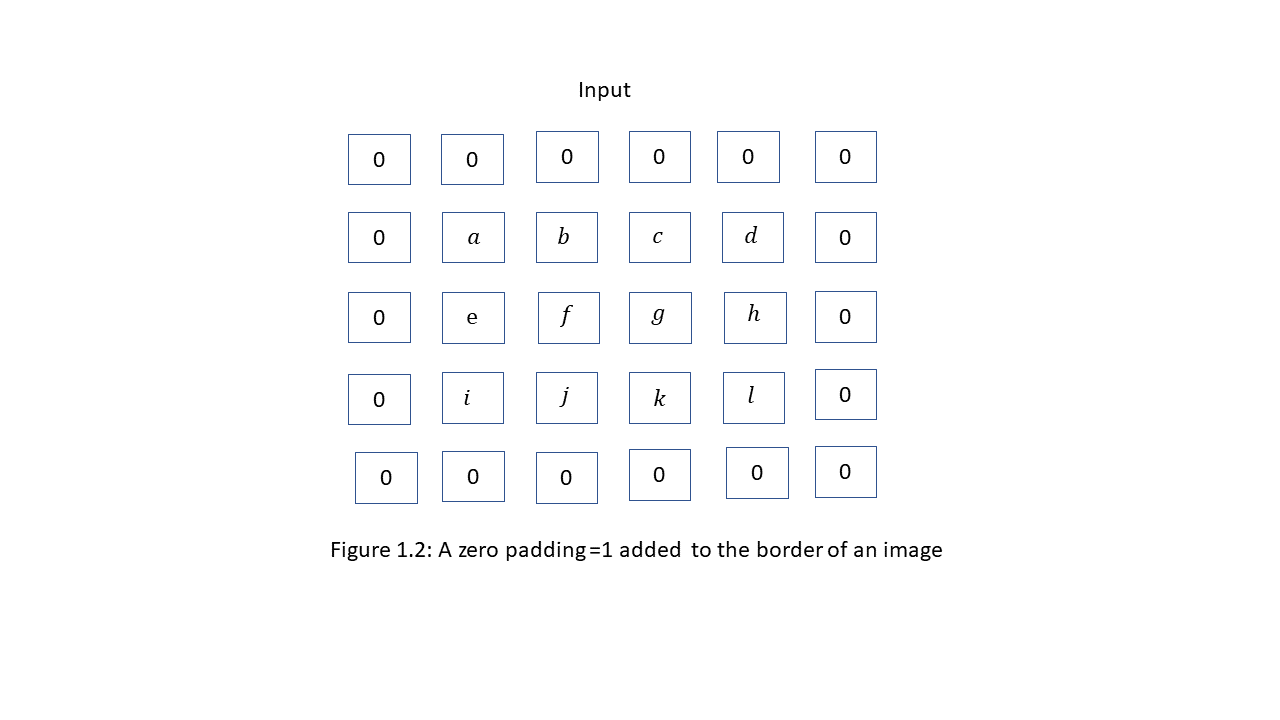 Input
0 0 0 0 0 0
0 a b c d 0
0 e f g h 0
0 i j k l 0
0 0 0 0 0 0
Figure 1.2: A zero padding=1 added to the border of an image